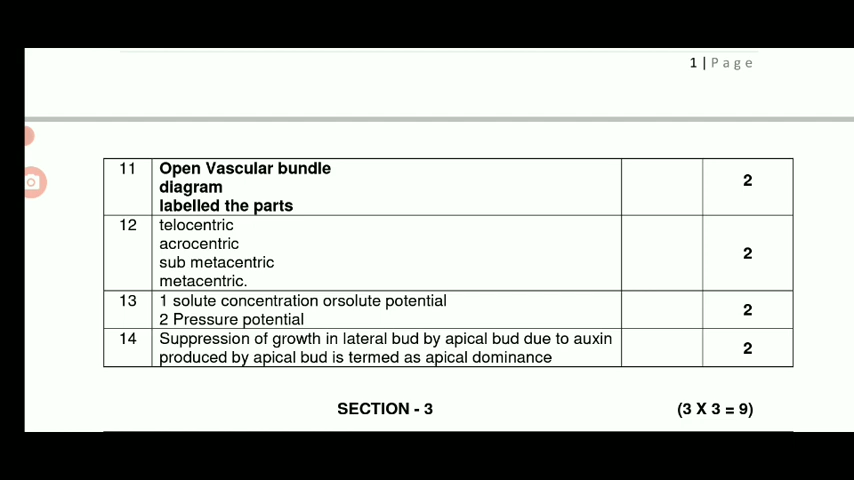 1 | Page
11 Open Vascular bundle 2
diagram
labelled the parts
12 telocentric 2
acrocentric
sub metacentric
metacentric.
13 1 solute concentration orsolute potential 2
2 Pressure potential
14 Suppression of growth in lateral bud by apical bud due to auxin 2
produced by apical bud is termed as apical dominance
SECTION - 3 (3 X 3 = 9)